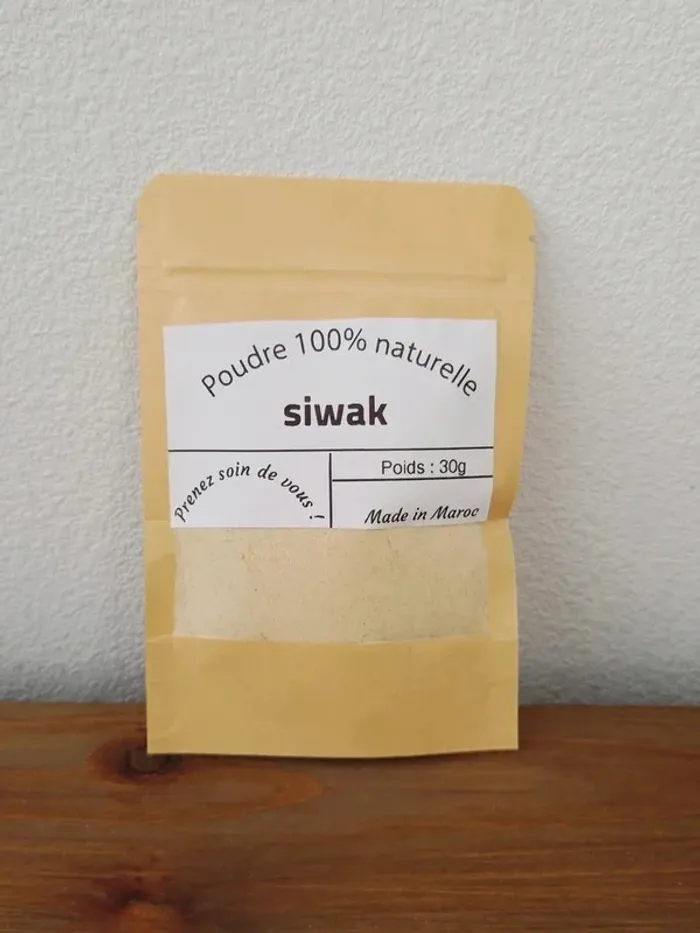 Poudre 100% naturelle
siwak
Prenez soin de vous !
Poids : 30g
Made in Maroc